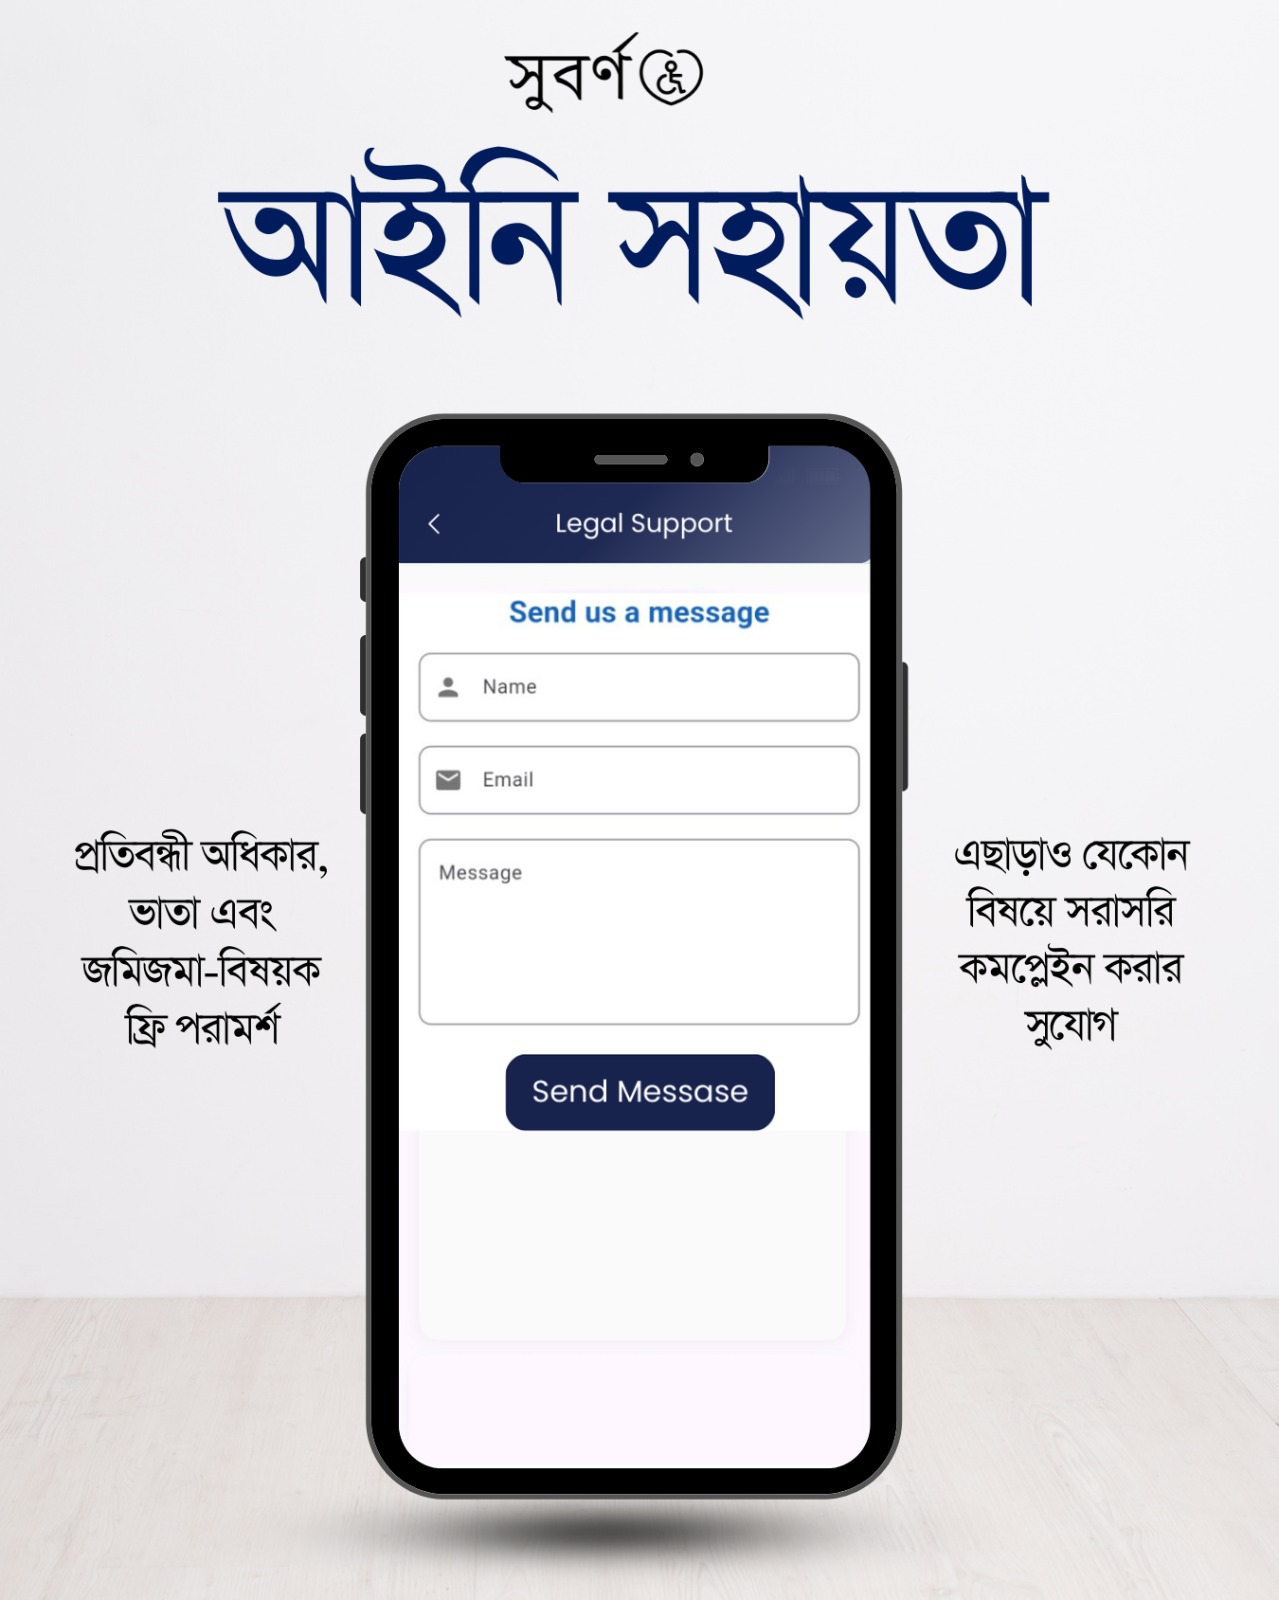 সুবর্ণ
আইনি সহায়তা
Legal Support
Send us a message
Name
Email
Message
Send Messase
প্রতিবন্ধী অধিকার,
ভাতা এবং
জমিজমা-বিষয়ক
ফ্রি পরামর্শ
এছাড়াও যেকোন
বিষয়ে সরাসরি
কমপ্লেইন করার
সুযোগ